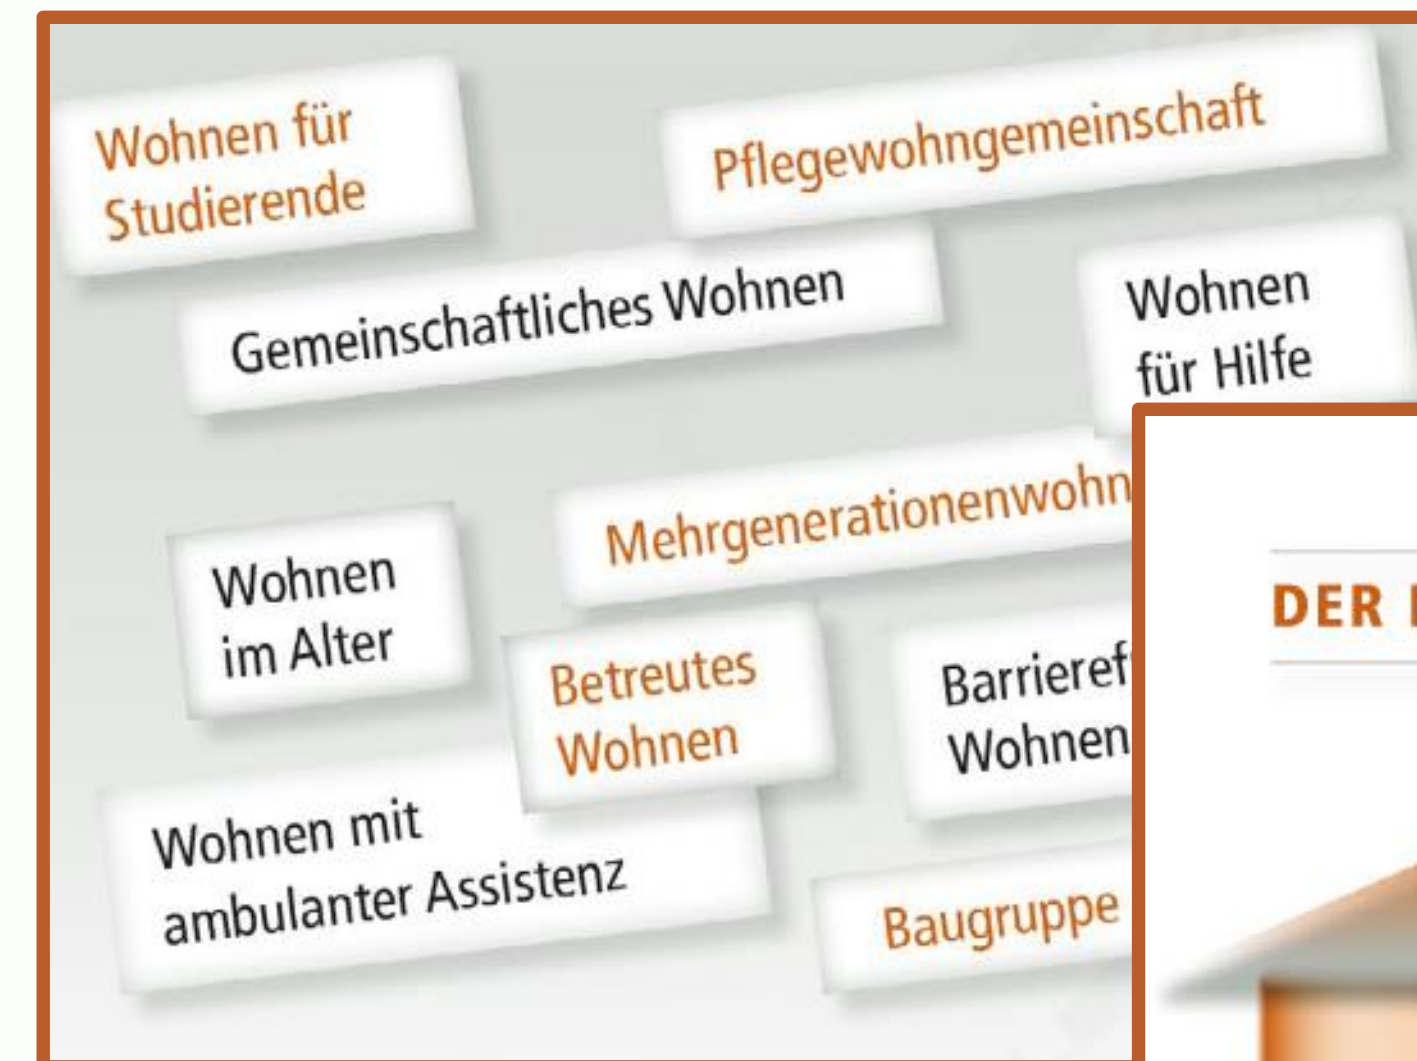 Wohnen für
Studierende
Pflegewohngemeinschaft
Gemeinschaftliches Wohnen
Wohnen
für Hilfe
Mehrgenerationenwohn
Wohnen
im Alter
Betreutes
Wohnen
Barrieref
Wohnen
Wohnen mit
ambulanter Assistenz
Baugruppe
DER